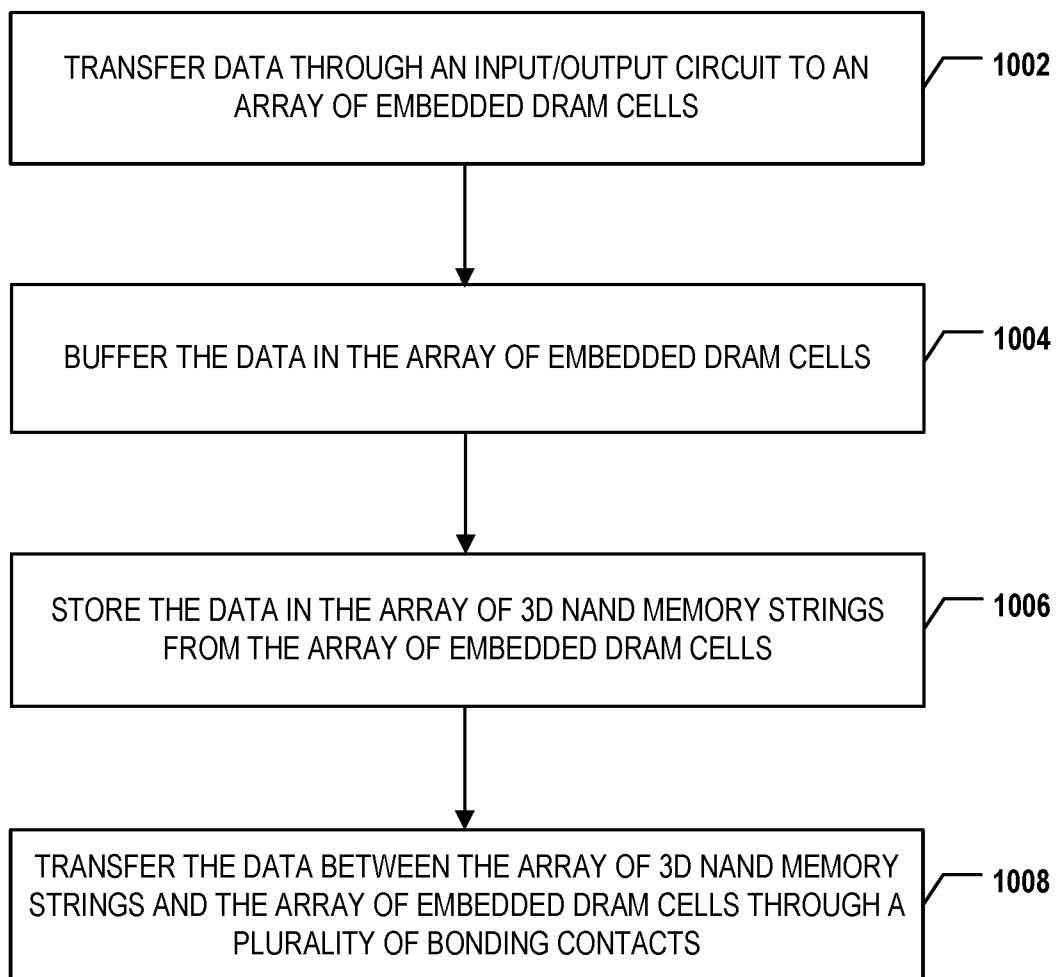 TRANSFER DATA THROUGH AN INPUT/OUTPUT CIRCUIT TO AN
ARRAY OF EMBEDDED DRAM CELLS
1002
BUFFER THE DATA IN THE ARRAY OF EMBEDDED DRAM CELLS
1004
STORE THE DATA IN THE ARRAY OF 3D NAND MEMORY STRINGS
FROM THE ARRAY OF EMBEDDED DRAM CELLS
1006
TRANSFER THE DATA BETWEEN THE ARRAY OF 3D NAND MEMORY
STRINGS AND THE ARRAY OF EMBEDDED DRAM CELLS THROUGH A
PLURALITY OF BONDING CONTACTS
1008